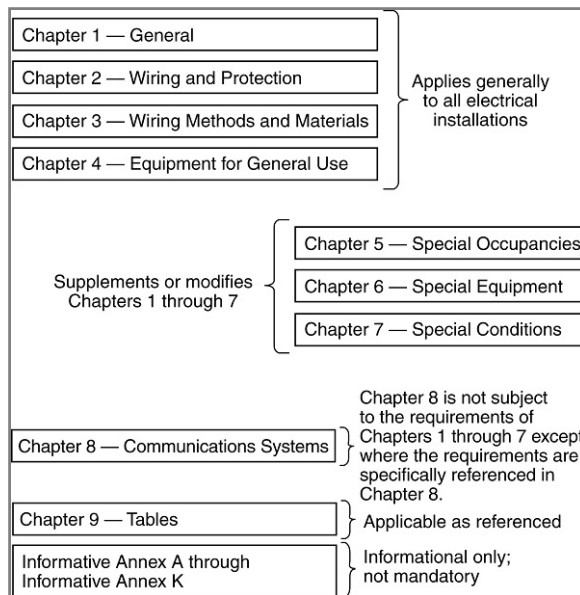 Chapter 1 — General
Chapter 2 — Wiring and Protection
Chapter 3 — Wiring Methods and Materials
Chapter 4 — Equipment for General Use
Applies generally
to all electrical
installations
Supplements or modifies
Chapters 1 through 7
Chapter 5 — Special Occupancies
Chapter 6 — Special Equipment
Chapter 7 — Special Conditions
Chapter 8 — Communications Systems
Chapter 8 is not subject
to the requirements of
Chapters 1 through 7 except
where the requirements are
specifically referenced in
Chapter 8.
Chapter 9 — Tables
Applicable as referenced
Informative Annex A through
Informative Annex K
Informational only;
not mandatory